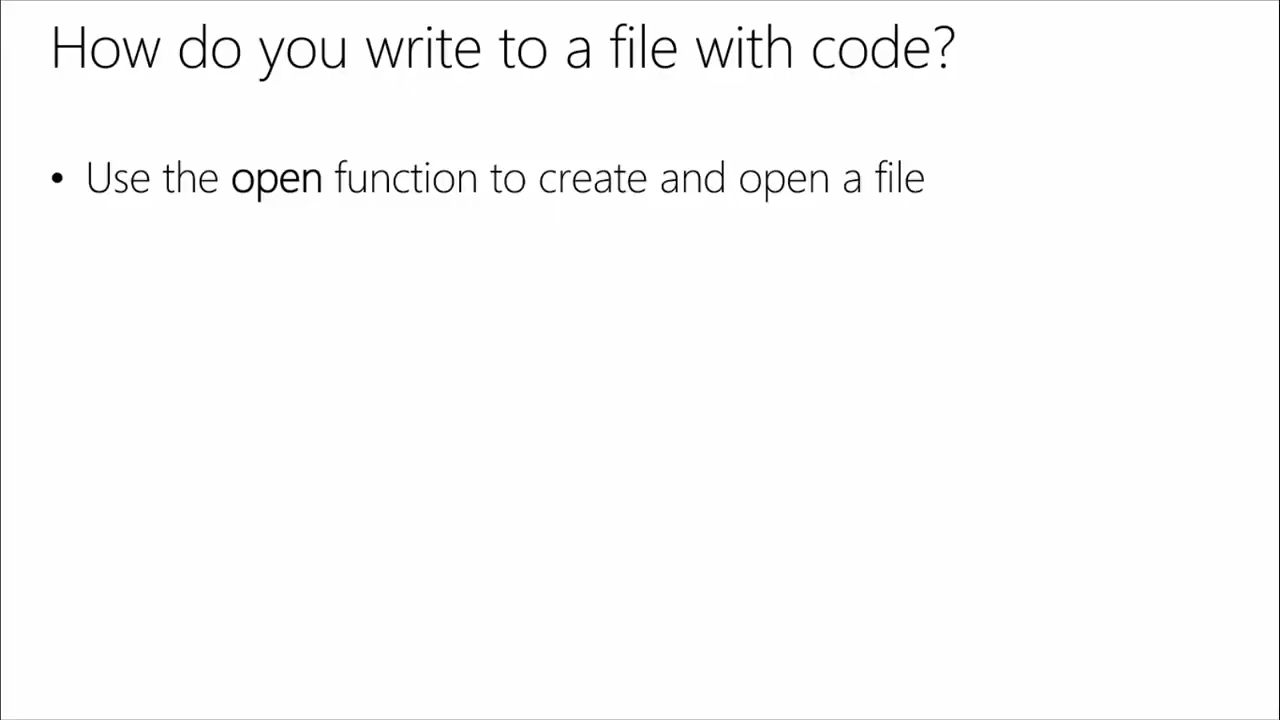 How do you write to a file with code?
• Use the open function to create and open a file